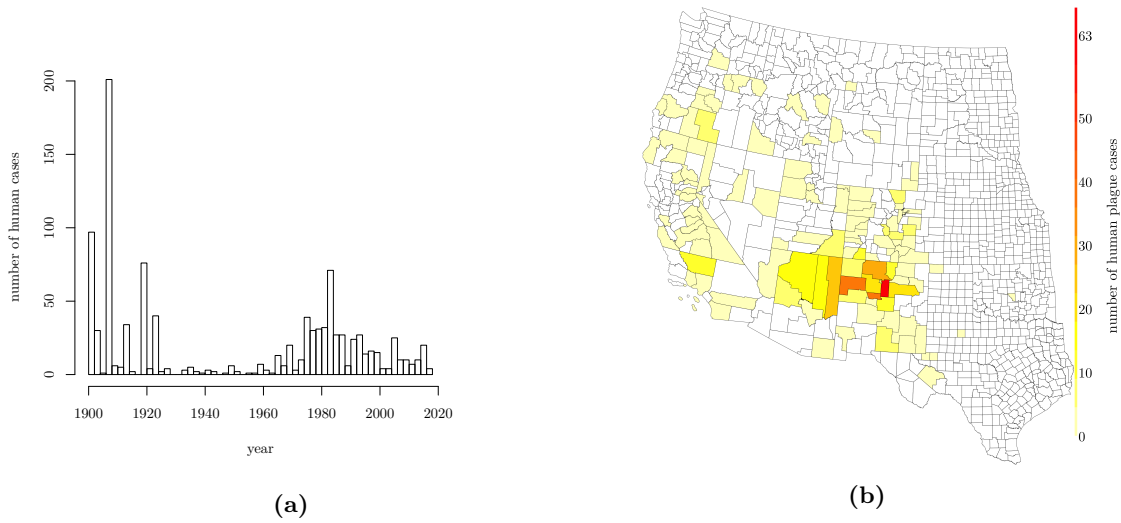 number of human cases
200
150
100
50
0
1900 1920 1940 1960 1980 2000 2020
year
(a)
63
50
40
30
20
10
0
number of human plague cases
(b)